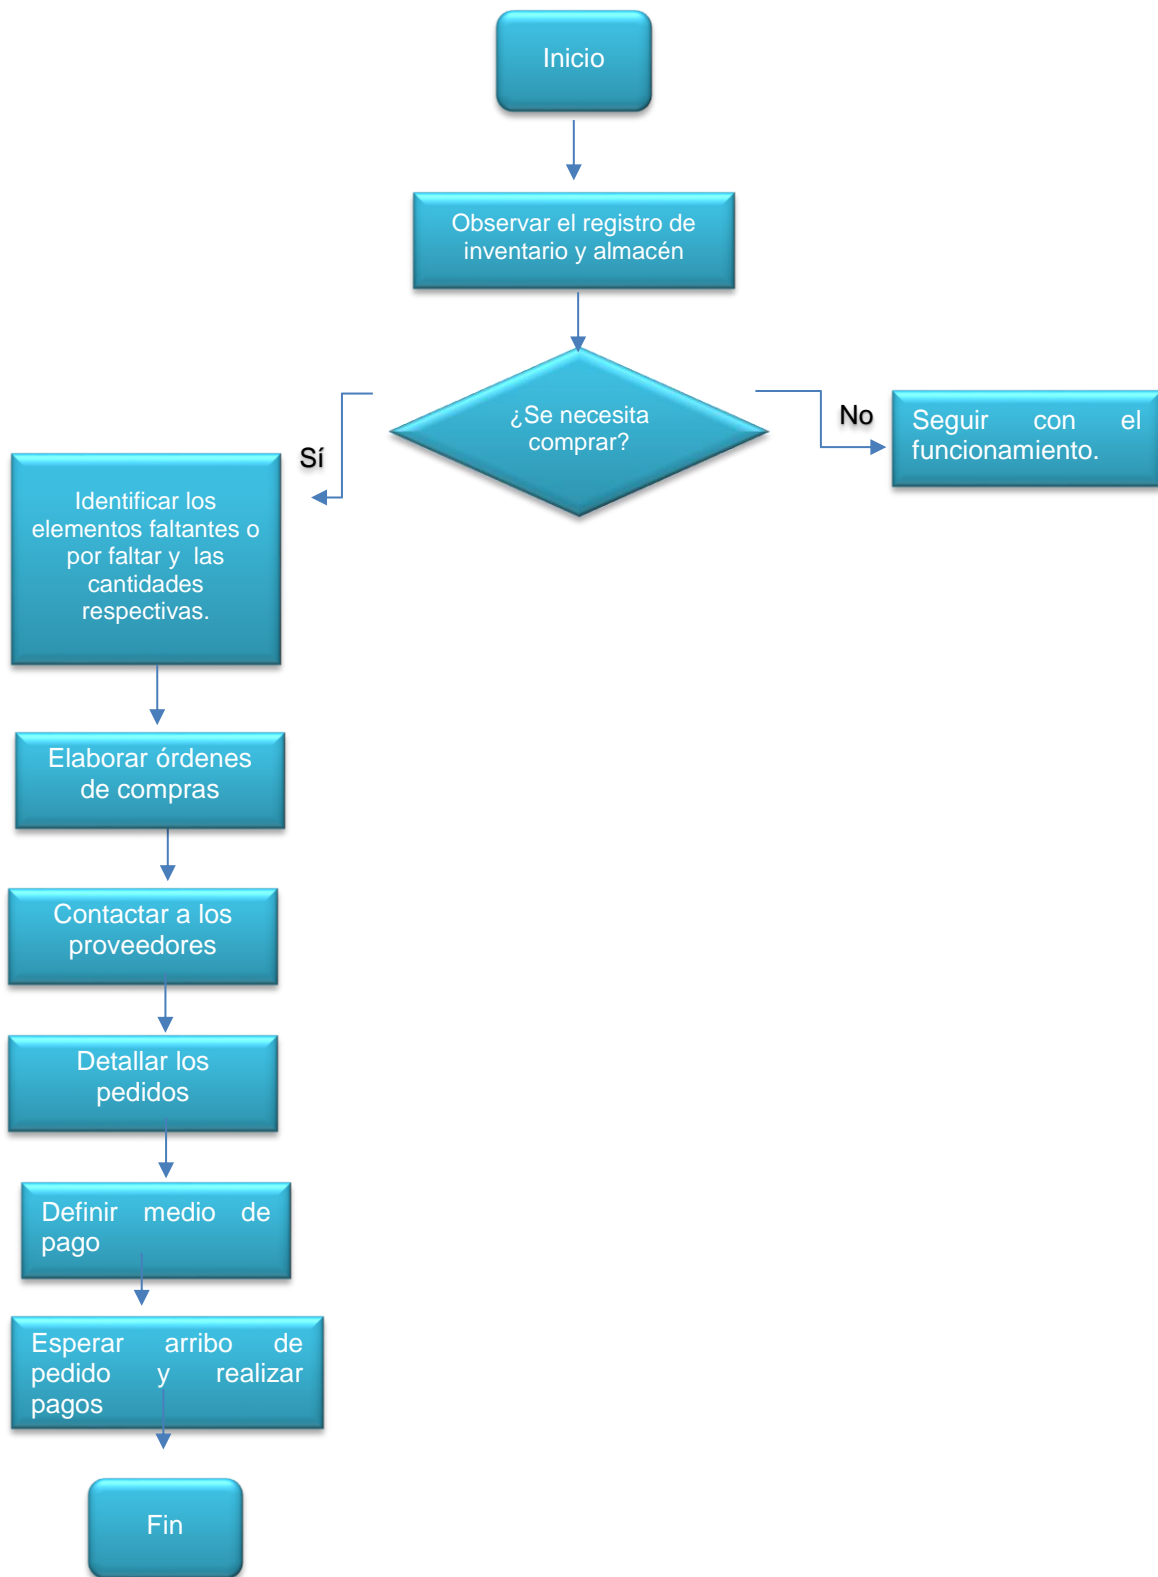 Inicio
Observar el registro de
inventario y almacén
¿Se necesita
comprar?
No
Seguir con el
funcionamiento.
Sí
Identificar los
elementos faltantes o
por faltar y las
cantidades
respectivas.
Elaborar órdenes
de compras
Contactar a los
proveedores
Detallar los
pedidos
Definir medio de
pago
Esperar arribo de
pedido y realizar
pagos
Fin